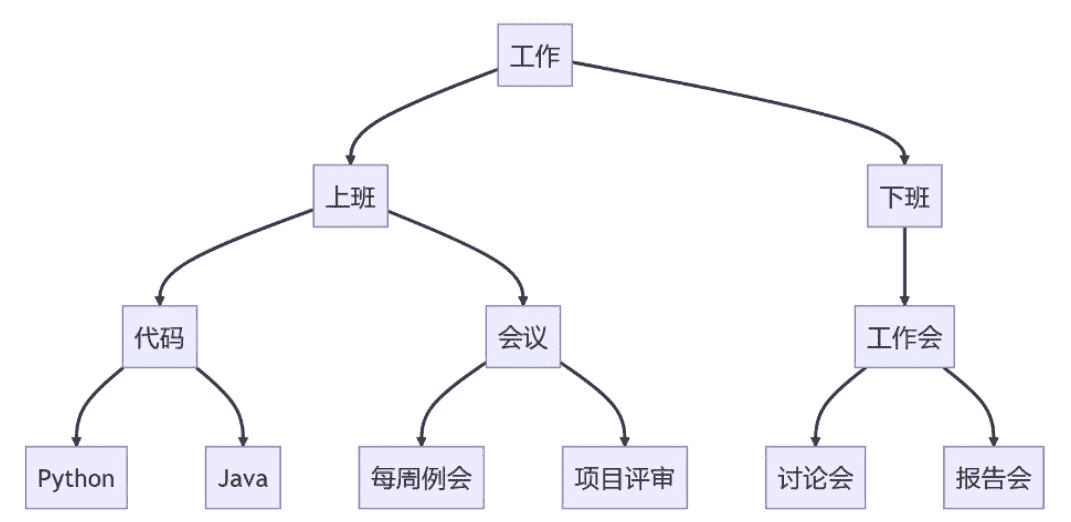 工作
上班
下班
代码
会议
工作会
Python
Java
每周例会
项目评审
讨论会
报告会